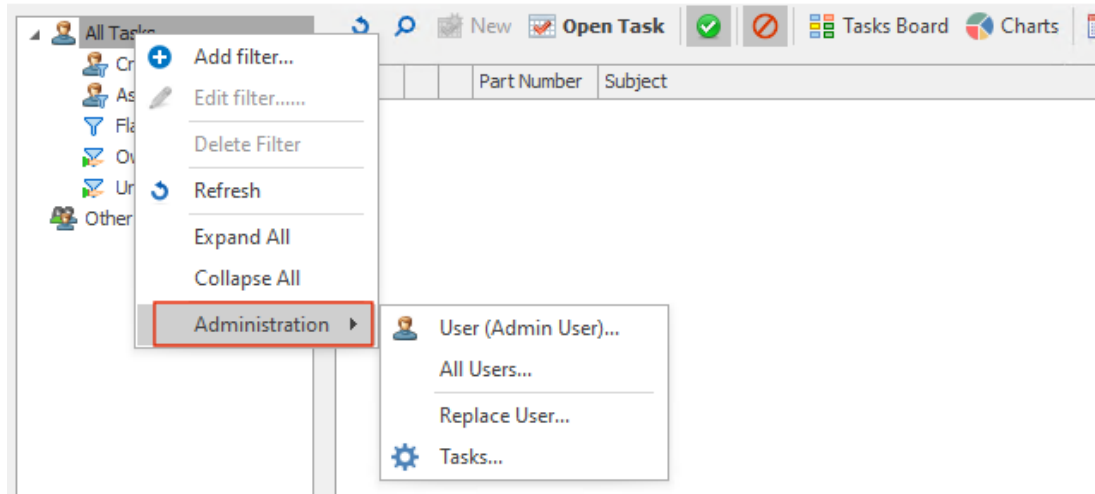 All Tasks
New
Open Task
Tasks Board
Charts
Part Number
Subject
Add filter...
Edit filter......
Delete Filter
Refresh
Other
Expand All
Collapse All
Administration
User (Admin User)...
All Users...
Replace User...
Tasks...